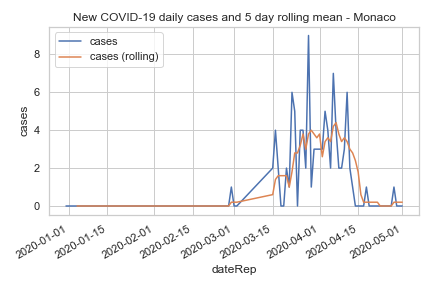 New COVID-19 daily cases and 5 day rolling mean - Monaco
cases
cases (rolling)
cases
8
6
4
2
0
2020-01-01
2020-01-15
2020-02-01
2020-02-15
2020-03-01
2020-03-15
2020-04-01
2020-04-15
2020-05-01
dateRep